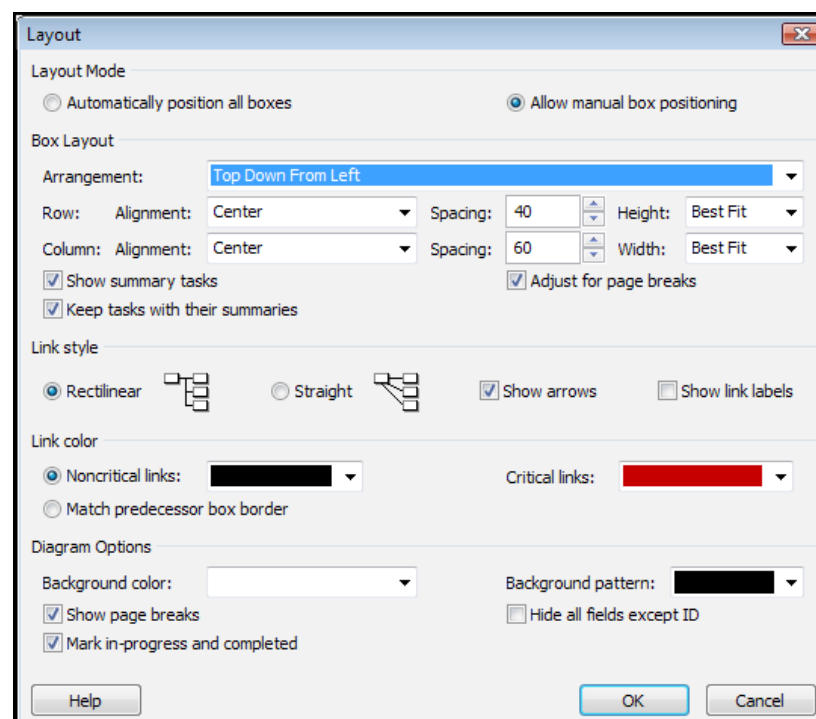 Layout
Layout Mode
Automatically position all boxes Allow manual box positioning
Box Layout
Arrangement: Top Down From Left
Row: Alignment: Center Spacing: 40 Height: Best Fit
Column: Alignment: Center Spacing: 60 Width: Best Fit
Show summary tasks Adjust for page breaks
Keep tasks with their summaries
Link style
Rectilinear Straight Show arrows Show link labels
Link color
Noncritical links: Critical links:
Match predecessor box border
Diagram Options
Background color: Background pattern:
Show page breaks Hide all fields except ID
Mark in-progress and completed
Help OK Cancel